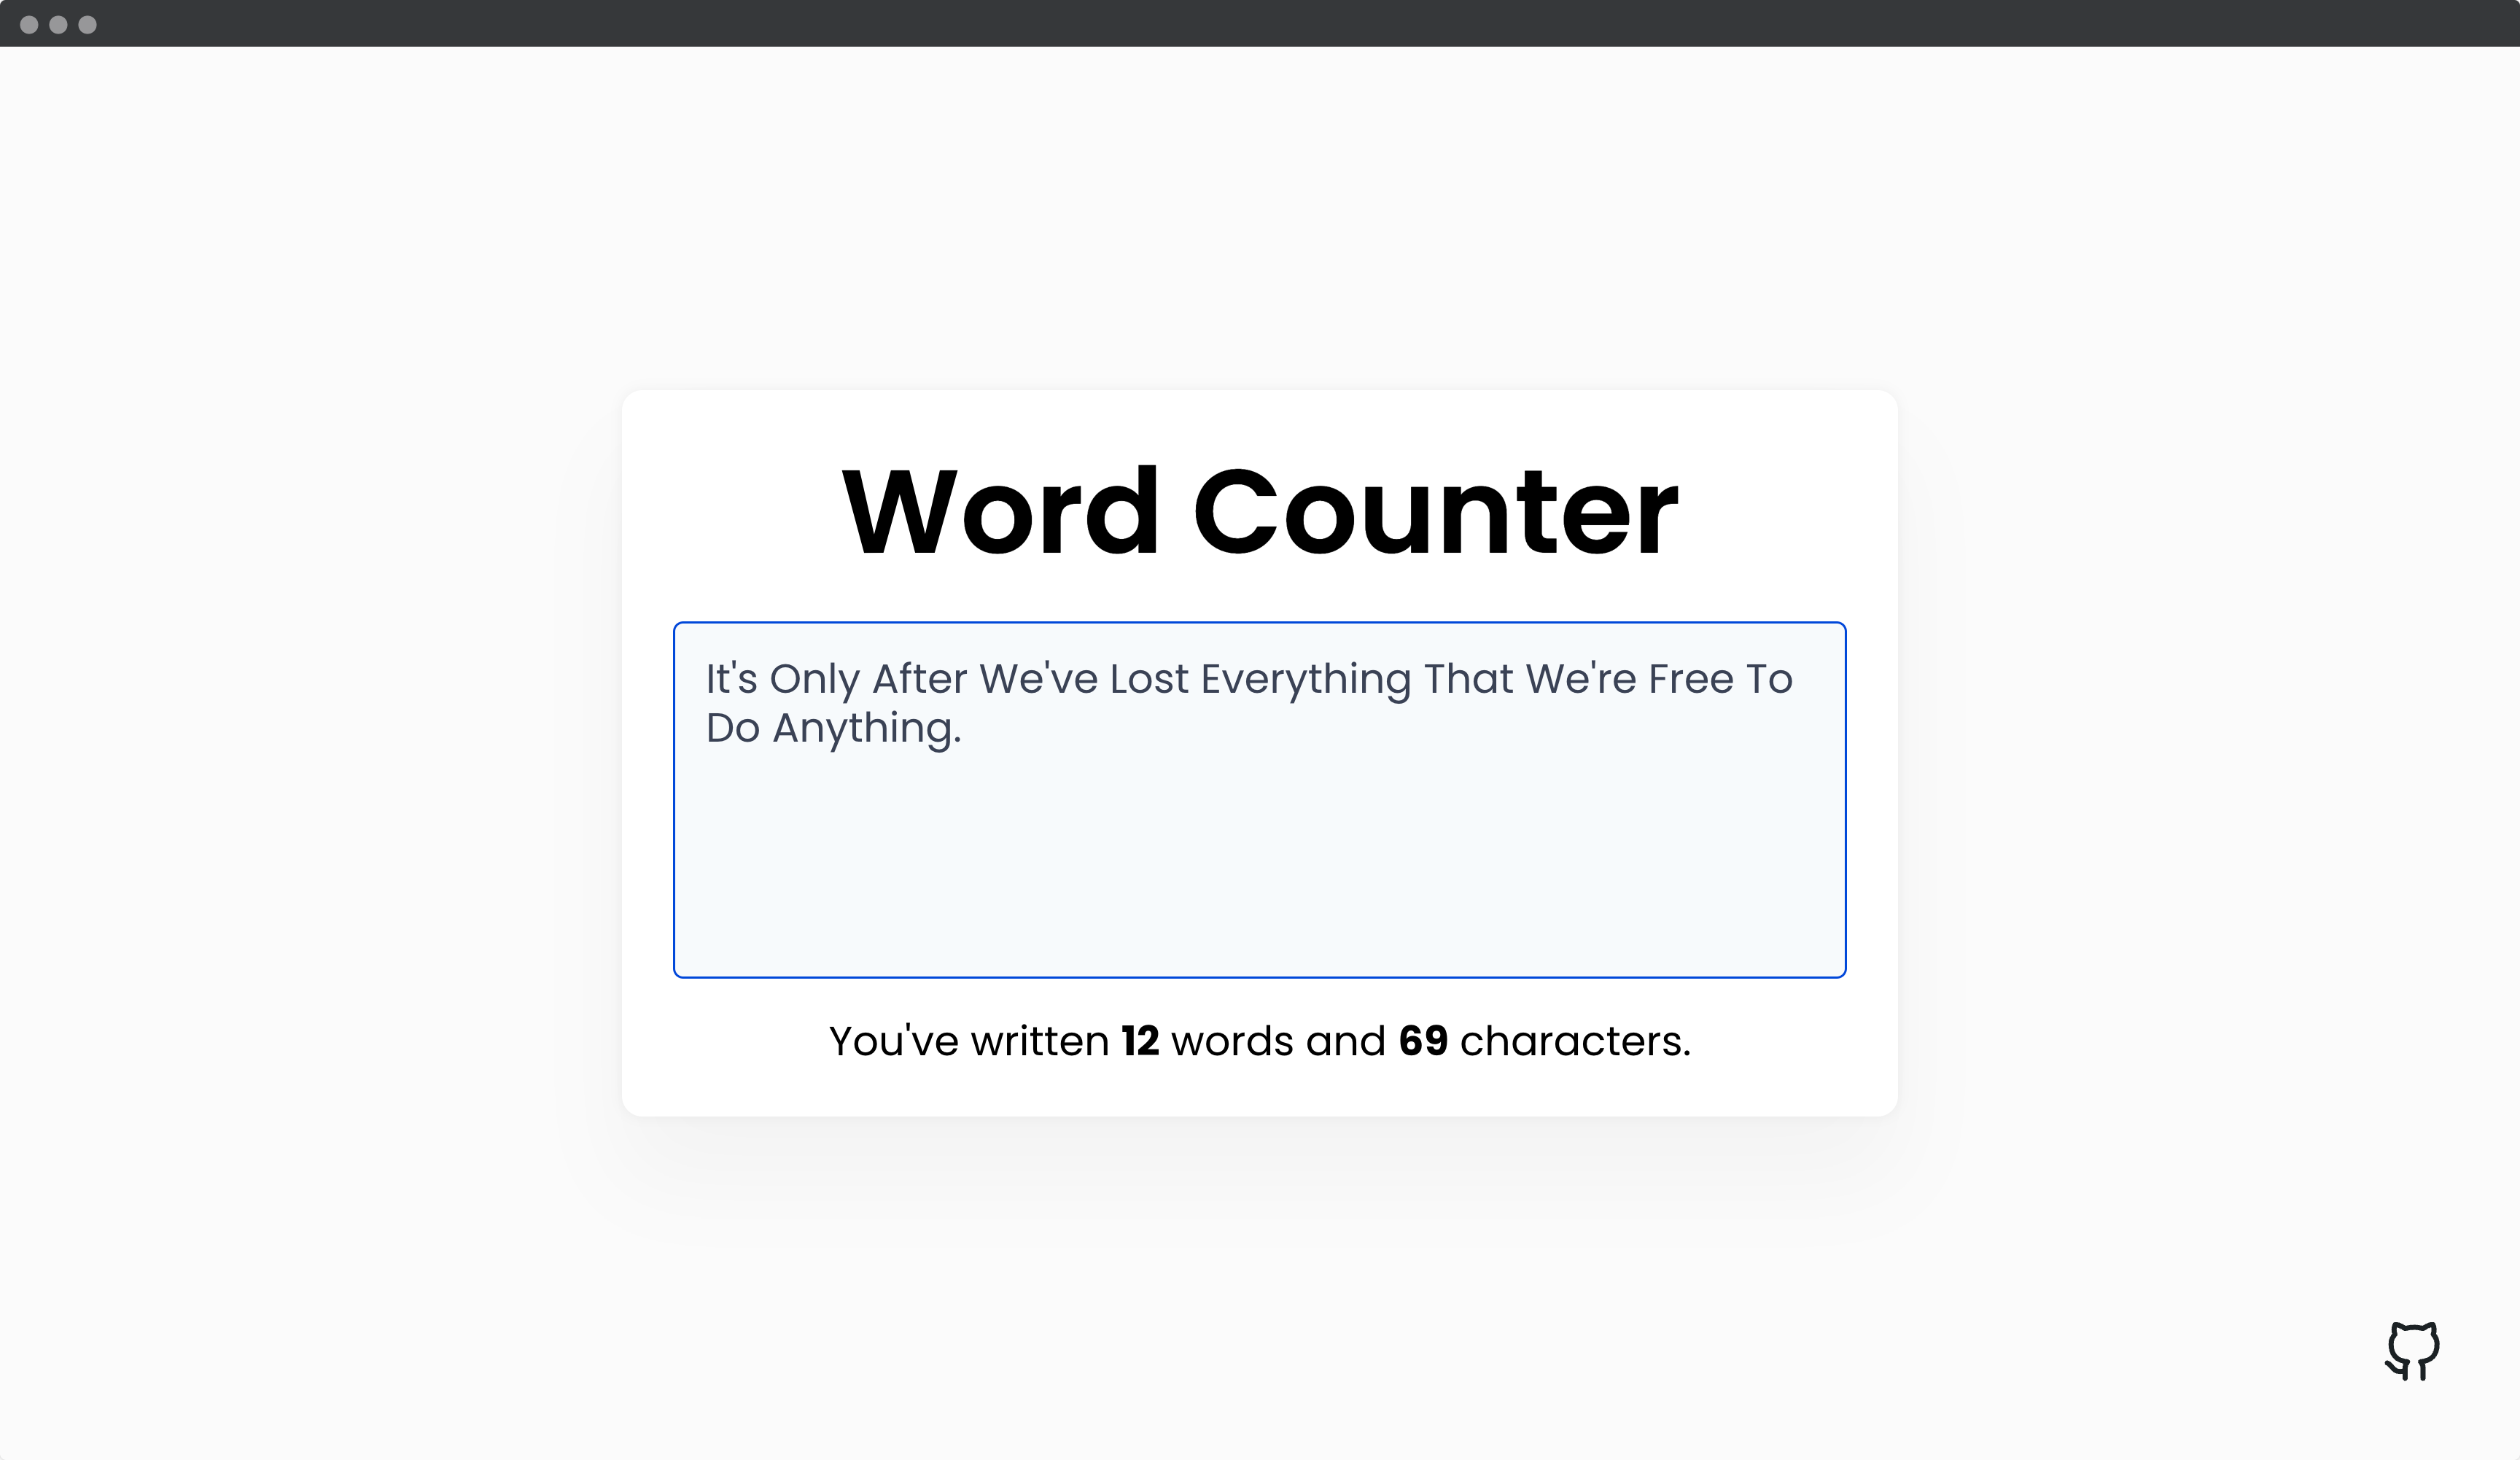 Word Counter
It's Only After We've Lost Everything That We're Free To
Do Anything.
You've written 12 words and 69 characters.